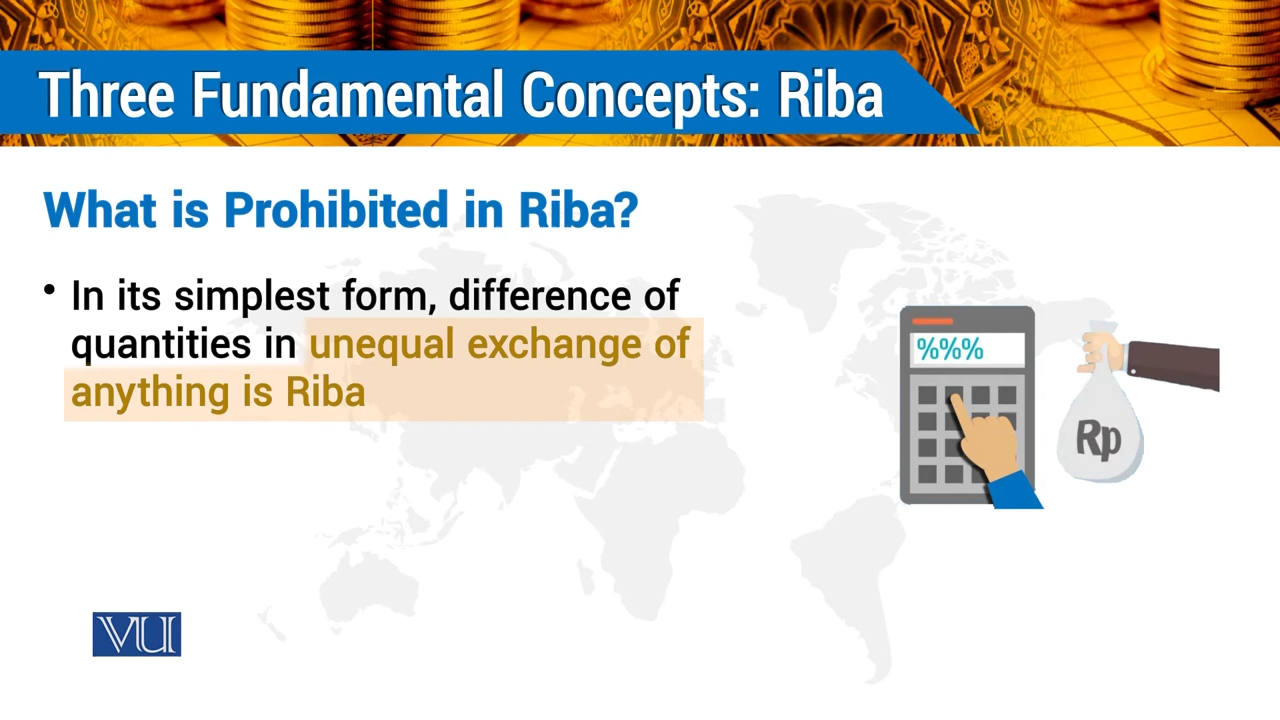 Three Fundamental Concepts: Riba
What is Prohibited in Riba?
• In its simplest form, difference of
quantities in unequal exchange of
anything is Riba
%%%
Rp
VU